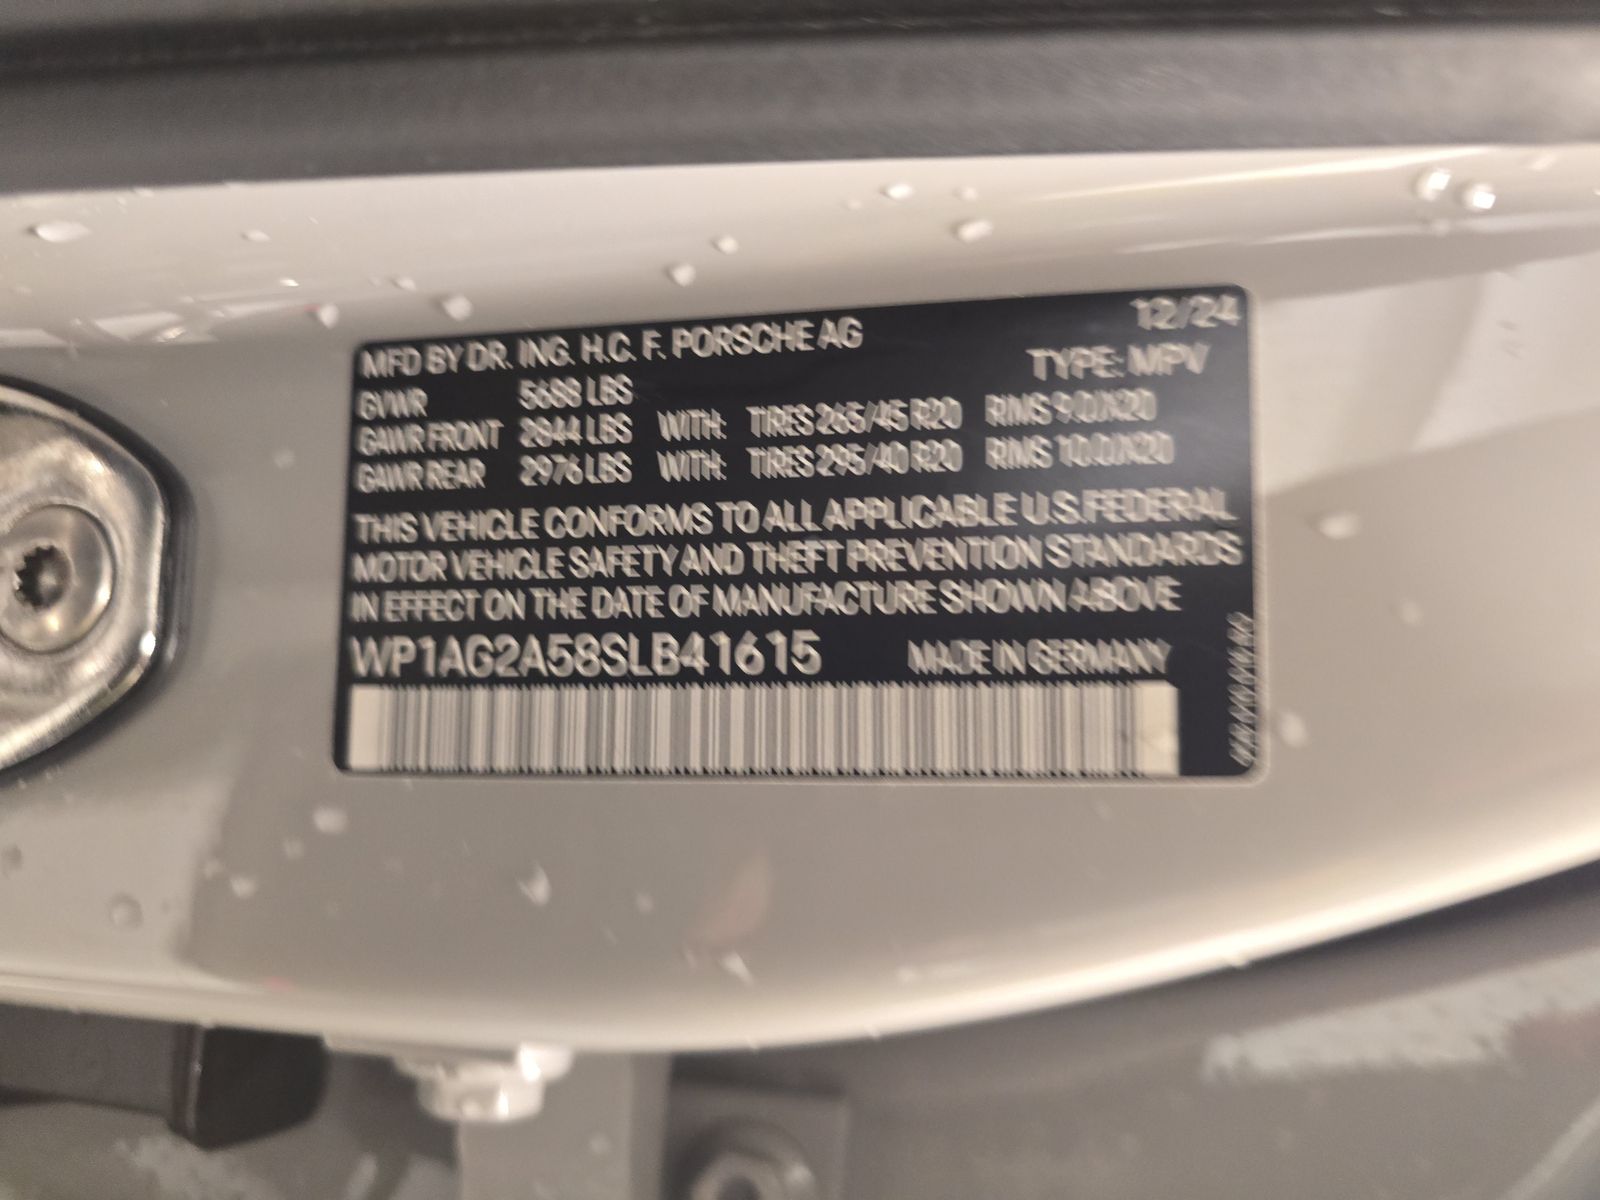 12/24
MFD BY DR. ING. H.C. F. PORSCHE AG
TYPE: MPV
GVWR 5688 LBS
GAWR FRONT 2844 LBS WITH: TIRES 265/45 R20 RIMS 9.0JX20
GAWR REAR 2976 LBS WITH: TIRES 295/40 R20 RIMS 10.0JX20
THIS VEHICLE CONFORMS TO ALL APPLICABLE U.S.FEDERAL
MOTOR VEHICLE SAFETY AND THEFT PREVENTION STANDARDS
IN EFFECT ON THE DATE OF MANUFACTURE SHOWN ABOVE
WP1AG2A58SLB41615 MADE IN GERMANY